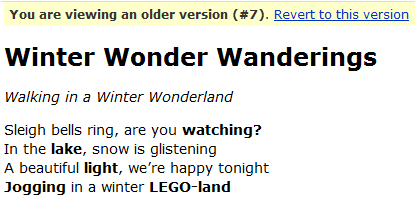 You are viewing an older version (#7). Revert to this version
Winter Wonder Wanderings
Walking in a Winter Wonderland
Sleigh bells ring, are you watching?
In the lake, snow is glistening
A beautiful light, we’re happy tonight
Jogging in a winter LEGO-land